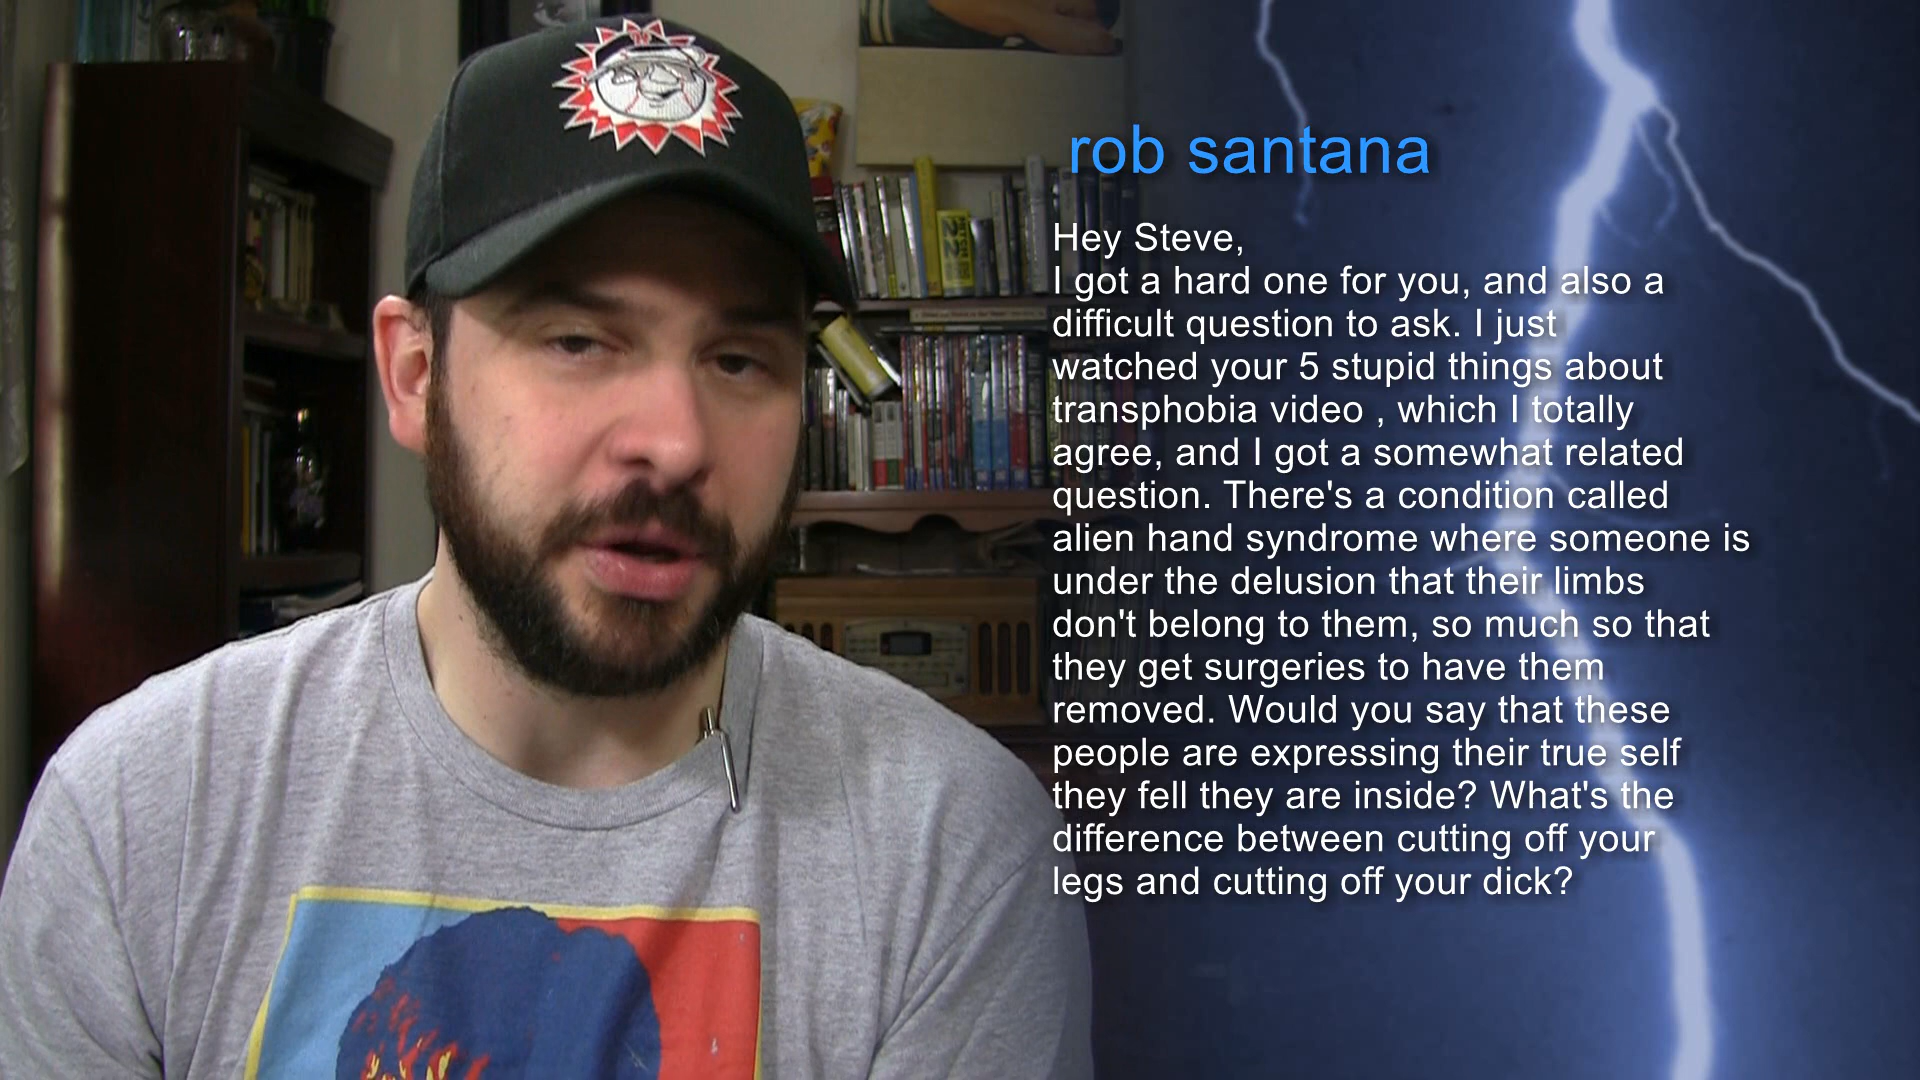 rob santana
Hey Steve,
I got a hard one for you, and also a
difficult question to ask. I just
watched your 5 stupid things about
transphobia video , which I totally
agree, and I got a somewhat related
question. There's a condition called
alien hand syndrome where someone is
under the delusion that their limbs
don't belong to them, so much so that
they get surgeries to have them
removed. Would you say that these
people are expressing their true self
they fell they are inside? What's the
difference between cutting off your
legs and cutting off your dick?